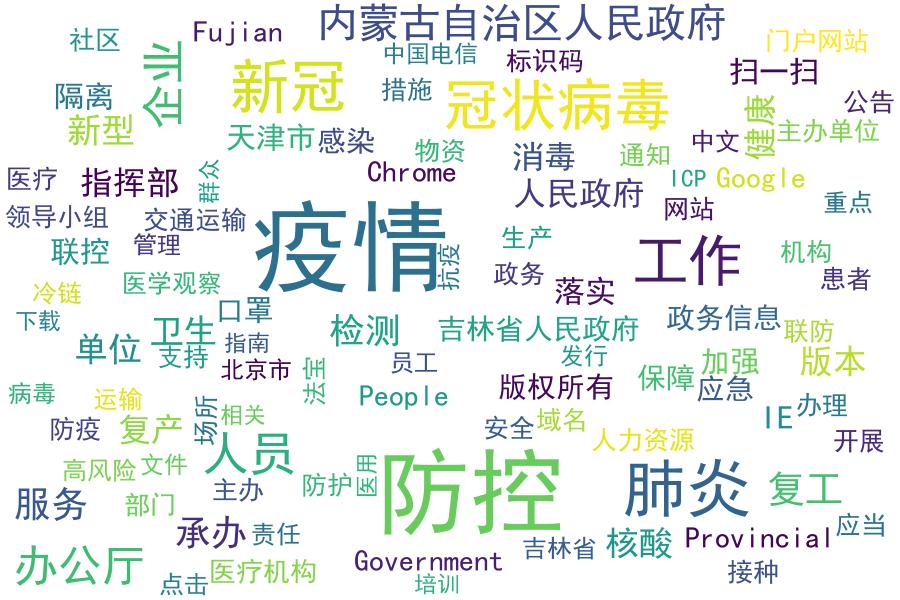 内蒙古自治区人民政府
Fujian
社区
企业
中国电信
标识码
门户网站
新冠
冠状病毒
扫一扫
隔离
措施
公告
新型
天津市
感染
物资
消毒
通知
中文
健康
主办单位
医疗
指挥部
群众
Chrome
人民政府
ICP
Google
领导小组
交通运输
疫情
网站
重点
联控
管理
抗疫
生产
工作
机构
医学观察
政务
落实
患者
冷链
口罩
下载
卫生
指南
检测
吉林省人民政府
政务信息
联防
单位
支持
北京市
法宝
员工
发行
加强
版本
病毒
运输
People
版权所有
保障
应急
办理
防疫
复产
场所
相关
安全
域名
人力资源
IE
开展
高风险
文件
人员
防护
医用
防控
肺炎
复工
服务
部门
主办
承办
责任
吉林省
核酸
Provincial
应当
办公厅
点击
医疗机构
Government
培训
接种